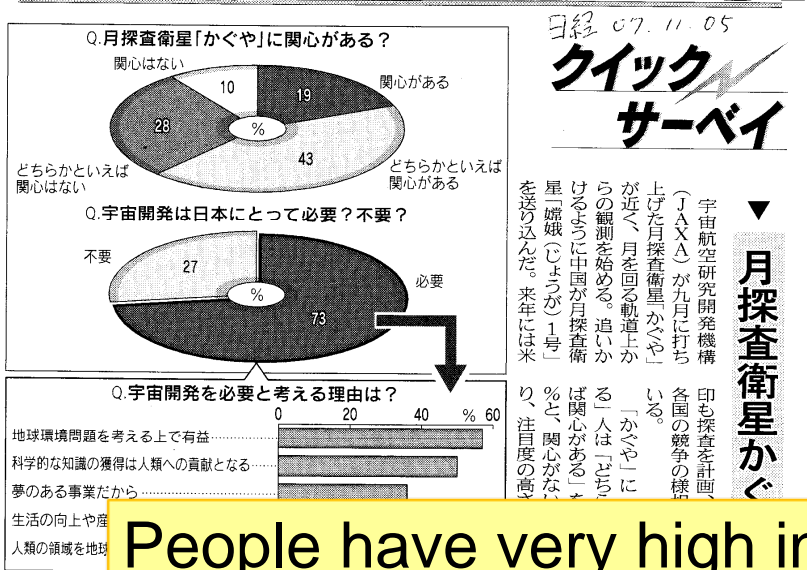 日経 07.11.05
クイック
サーベイ
Q.月探査衛星「かぐや」に関心がある?
関心はない
10
19
関心がある
28
%
43
どちらかといえば
関心はない
どちらかといえば
関心がある
Q.宇宙開発は日本にとって必要?不要?
不要
27
%
73
必要
Q.宇宙開発を必要と考える理由は?
0 20 40 % 60
地球環境問題を考える上で有益
科学的な知識の獲得は人類への貢献となる
夢のある事業だから
生活の向上や産
人類の領域を地球
▼月探査衛星かぐ
宇宙航空研究開発機構
(JAXA)が九月に打ち
上げた月探査衛星「かぐや」
が近く、月を回る軌道上か
らの観測を始める。追いか
けるように中国が月探査衛
星「嫦娥(じょうが)1号」
を送り込んだ。来年には米
印も探査を計画、
各国の競争の様相
いる。
「かぐや」に
る」人は「どちら
ば関心がある」を
%と、関心がない
り、注目度の高さ
People have very high in